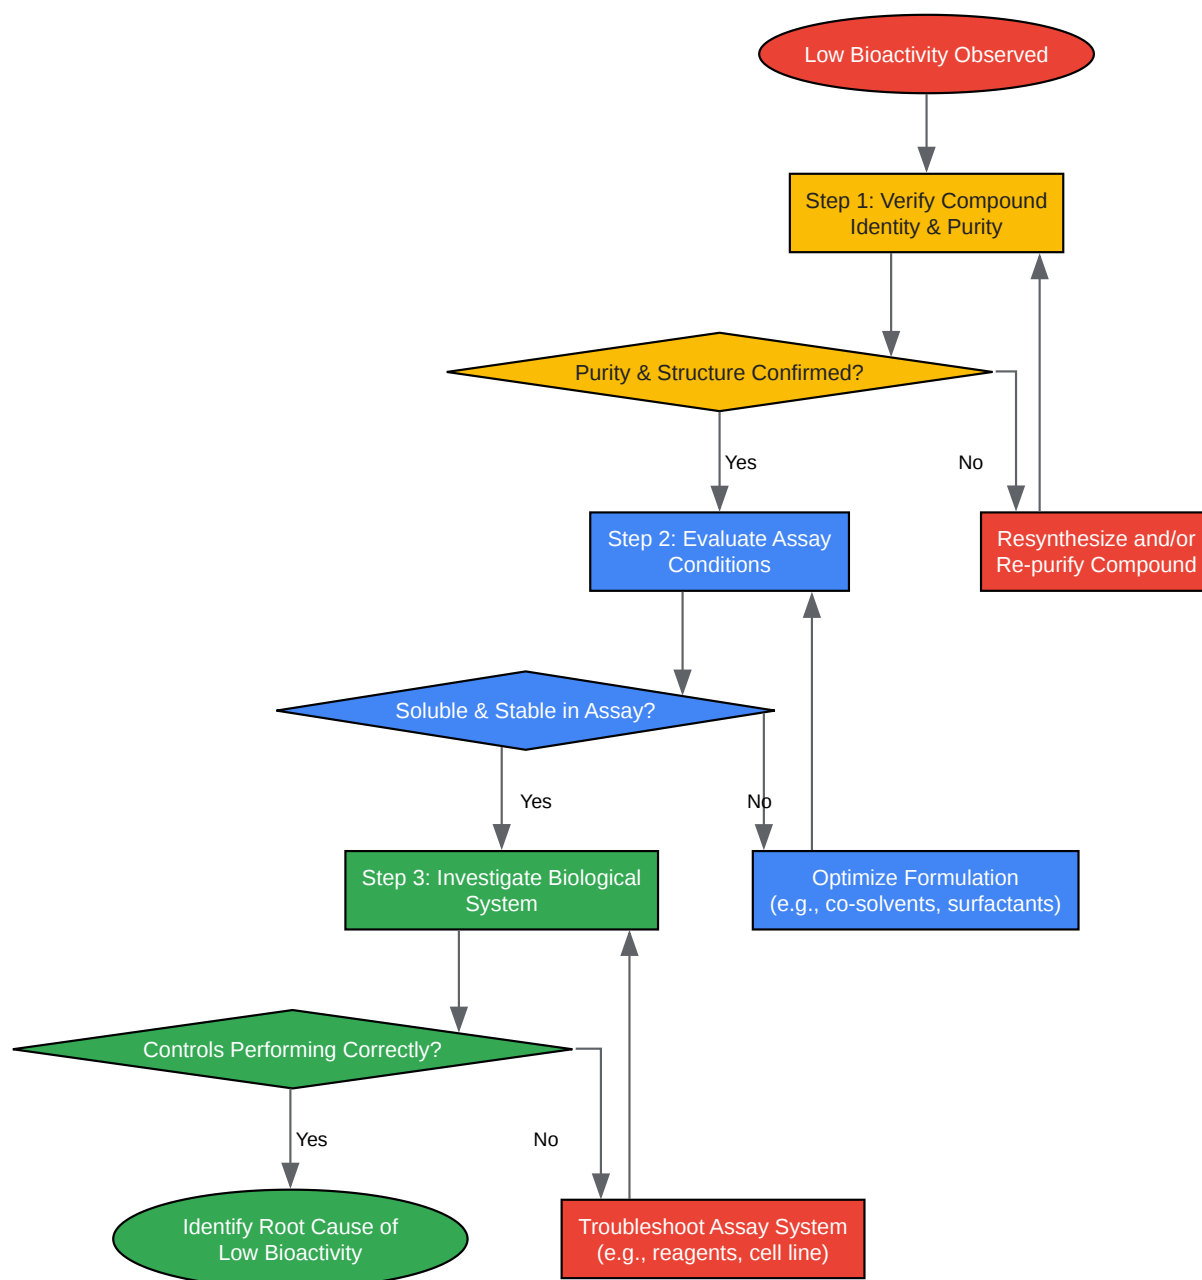 Low Bioactivity Observed
Step 1: Verify Compound
Identity & Purity
Purity & Structure Confirmed?
Yes
No
Step 2: Evaluate Assay
Conditions
Resynthesize and/or
Re-purify Compound
Soluble & Stable in Assay?
Yes
No
Step 3: Investigate Biological
System
Optimize Formulation
(e.g., co-solvents, surfactants)
Controls Performing Correctly?
Yes
No
Identify Root Cause of
Low Bioactivity
Troubleshoot Assay System
(e.g., reagents, cell line)